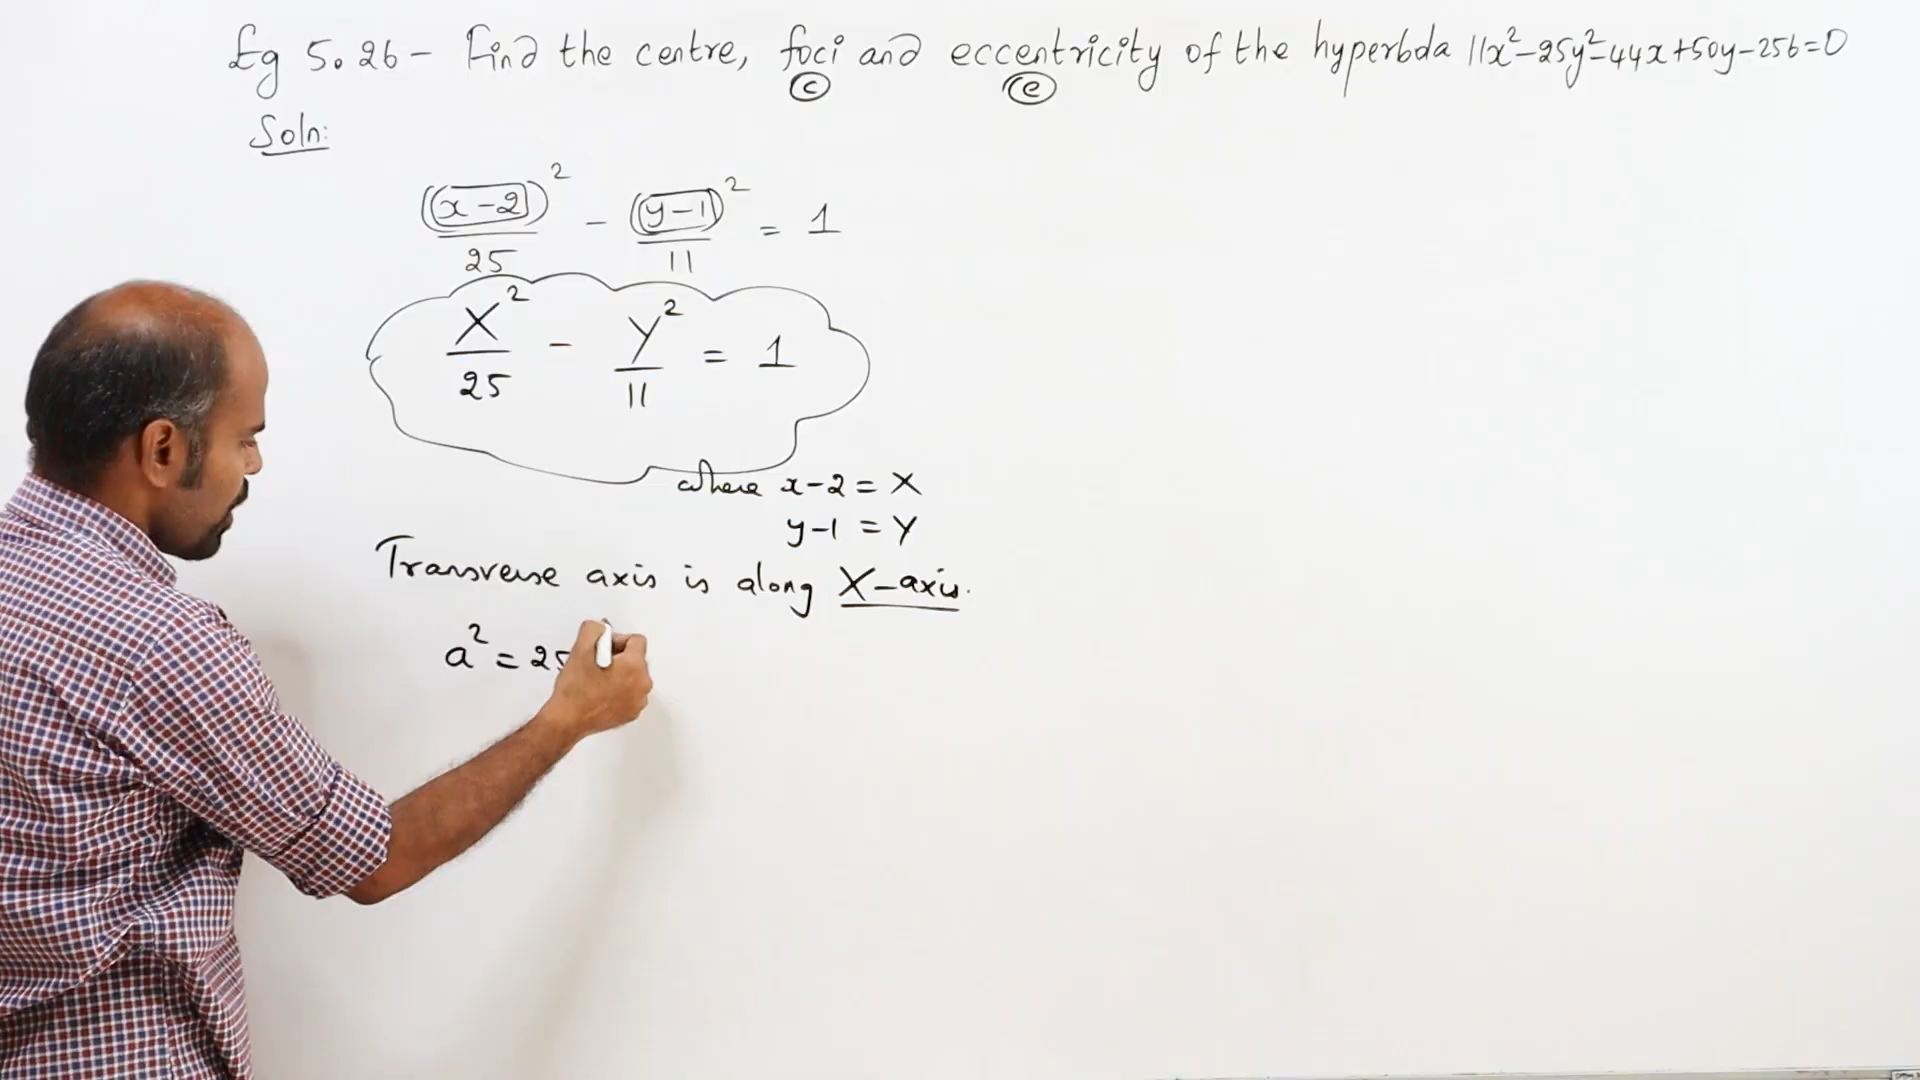 Eg 5.26 - Find the centre, foci and eccentricity of the hyperbola 11x²-25y²-44x+50y-256=0
c e
Soln:
(x-2)²/25 - (y-1)²/11 = 1
X²/25 - Y²/11 = 1
where x-2 = X
y-1 = Y
Transverse axis is along X-axis.
a² = 25